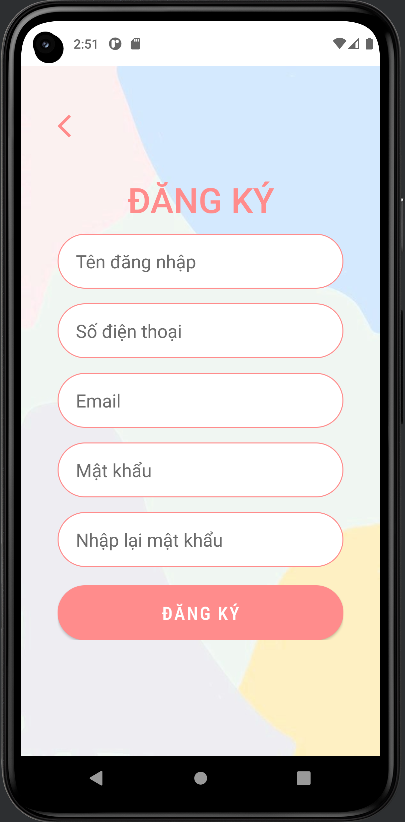 2:51
ĐĂNG KÝ
Tên đăng nhập
Số điện thoại
Email
Mật khẩu
Nhập lại mật khẩu
ĐĂNG KÝ